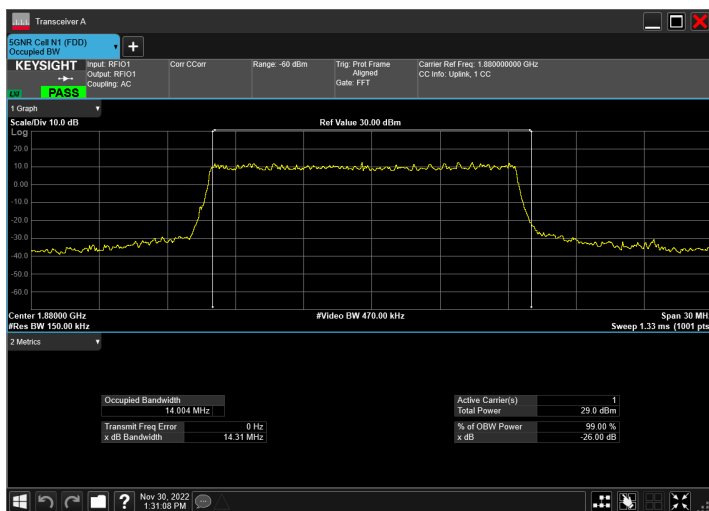 Transceiver A
5GNR Cell N1 (FDD)
Occupied BW
KEYSIGHT
PASS
Input: RFIO1
Output: RFIO1
Coupling: AC
Corr CCorr
Range: -60 dBm
Trig: Prot Frame
Aligned
Gate: FFT
Carrier Ref Freq: 1.880000000 GHz
CC Info: Uplink, 1 CC
1 Graph
Scale/Div 10.0 dB
Ref Value 30.00 dBm
Log
20.0
10.0
0.00
-10.0
-20.0
-30.0
-40.0
-50.0
-60.0
Center 1.88000 GHz
#Video BW 470.00 kHz
Span 30 MH
#Res BW 150.00 kHz
Sweep 1.33 ms (1001 pts
2 Metrics
Occupied Bandwidth
14.004 MHz
Transmit Freq Error 0 Hz
x dB Bandwidth 14.31 MHz
Active Carrier(s) 1
Total Power 29.0 dBm
% of OBW Power 99.00 %
x dB -26.00 dB
?
Nov 30, 2022
1:31:08 PM